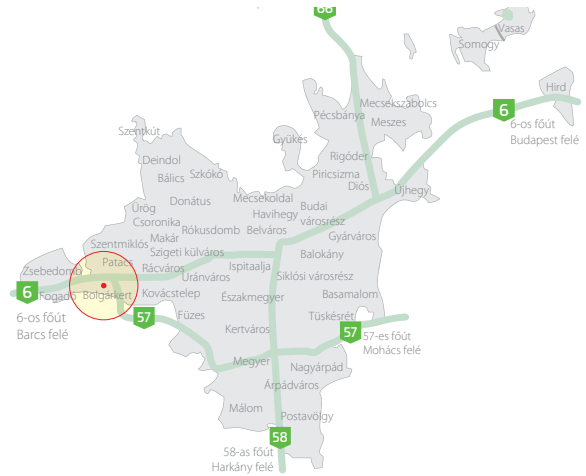 66
Vasas
Somogy
Hird
6
6-os főút
Budapest felé
Mecsekszabolcs
Pécsbánya
Meszes
Szentkút
Gyükés
Deindol
Rigóder
Bálics
Szkókó
Piricsizma
Diós
Újhegy
Donátus
Mecsekoldal
Budai
városrész
Ürög
Havihegy
Csoronika
Rókusdomb
Belváros
Makár
Gyárváros
Szentmiklós
Szigeti külváros
Balokány
Patacs
Zsebedomb
Rácváros
Ispitaalja
Uránváros
Siklósi városrész
6
Fogadó
Bolgárkert
Kovácstelep
Északmegyer
Basamalom
6-os főút
Barcs felé
57
Füzes
Tüskésrét
Kertváros
57
57-es főút
Mohács felé
Megyer
Nagyárpád
Árpádváros
Málom
Postavölgy
58
58-as főút
Harkány felé